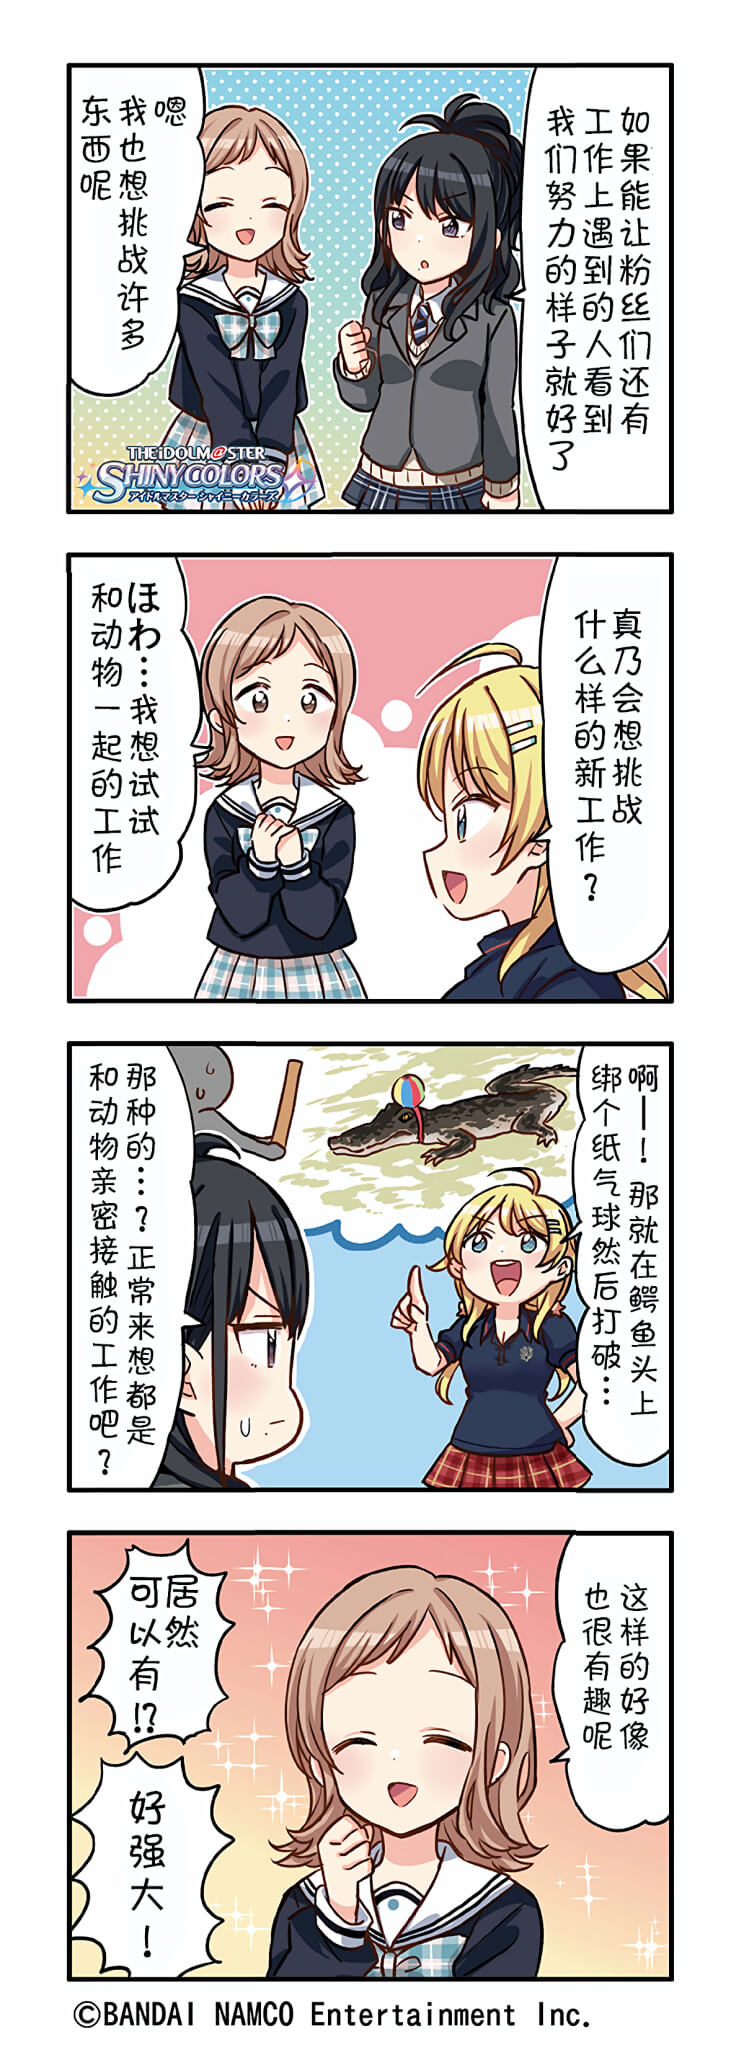 如果能让粉丝们还有
工作上遇到的人看到
我们努力的样子就好了
嗯
我也想挑战许多
东西呢
THE iDOLM@STER
SHINY COLORS
アイドルマスター シャイニーカラーズ
真乃会想挑战
什么样的新工作？
ほわ…我想试试
和动物一起的工作
啊ー！那就在鳄鱼头上
绑个纸气球然后打破…
那种的…？正常来想都是
和动物亲密接触的工作吧？
这样的好像
也很有趣呢
居然
可以有!?
好强大！
©BANDAI NAMCO Entertainment Inc.